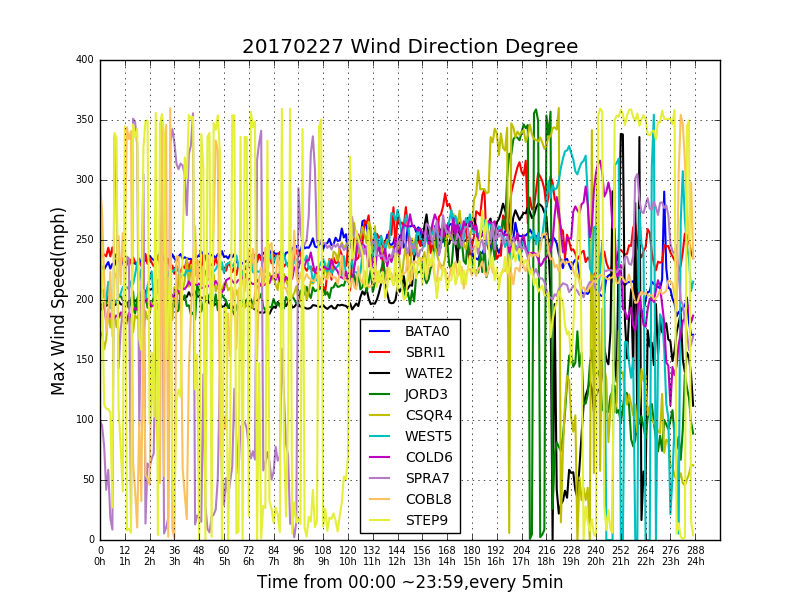 20170227 Wind Direction Degree
Max Wind Speed(mph)
400
350
300
250
200
150
100
50
0
BATA0
SBRI1
WATE2
JORD3
CSQR4
WEST5
COLD6
SPRA7
COBL8
STEP9
0 12 24 36 48 60 72 84 96 108 120 132 144 156 168 180 192 204 216 228 240 252 264 276 288
0h 1h 2h 3h 4h 5h 6h 7h 8h 9h 10h 11h 12h 13h 14h 15h 16h 17h 18h 19h 20h 21h 22h 23h 24h
Time from 00:00 ~23:59,every 5min